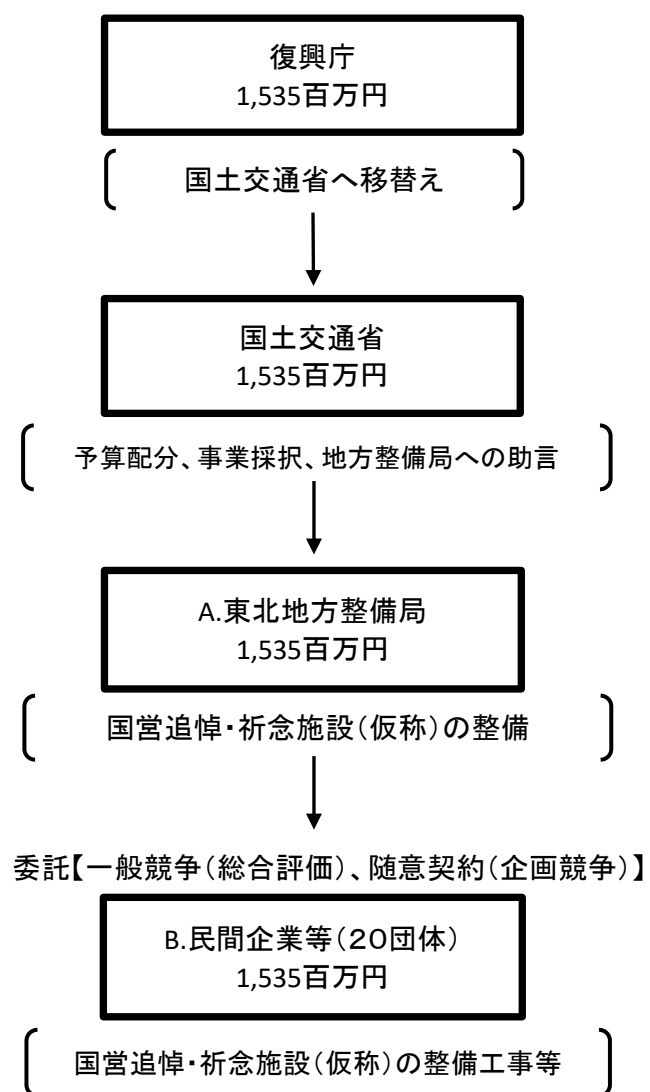 復興庁
1,535百万円
国土交通省へ移替え
国土交通省
1,535百万円
予算配分、事業採択、地方整備局への助言
A.東北地方整備局
1,535百万円
国営追悼・祈念施設(仮称)の整備
委託【一般競争(総合評価)、随意契約(企画競争)】
B.民間企業等(20団体)
1,535百万円
国営追悼・祈念施設(仮称)の整備工事等